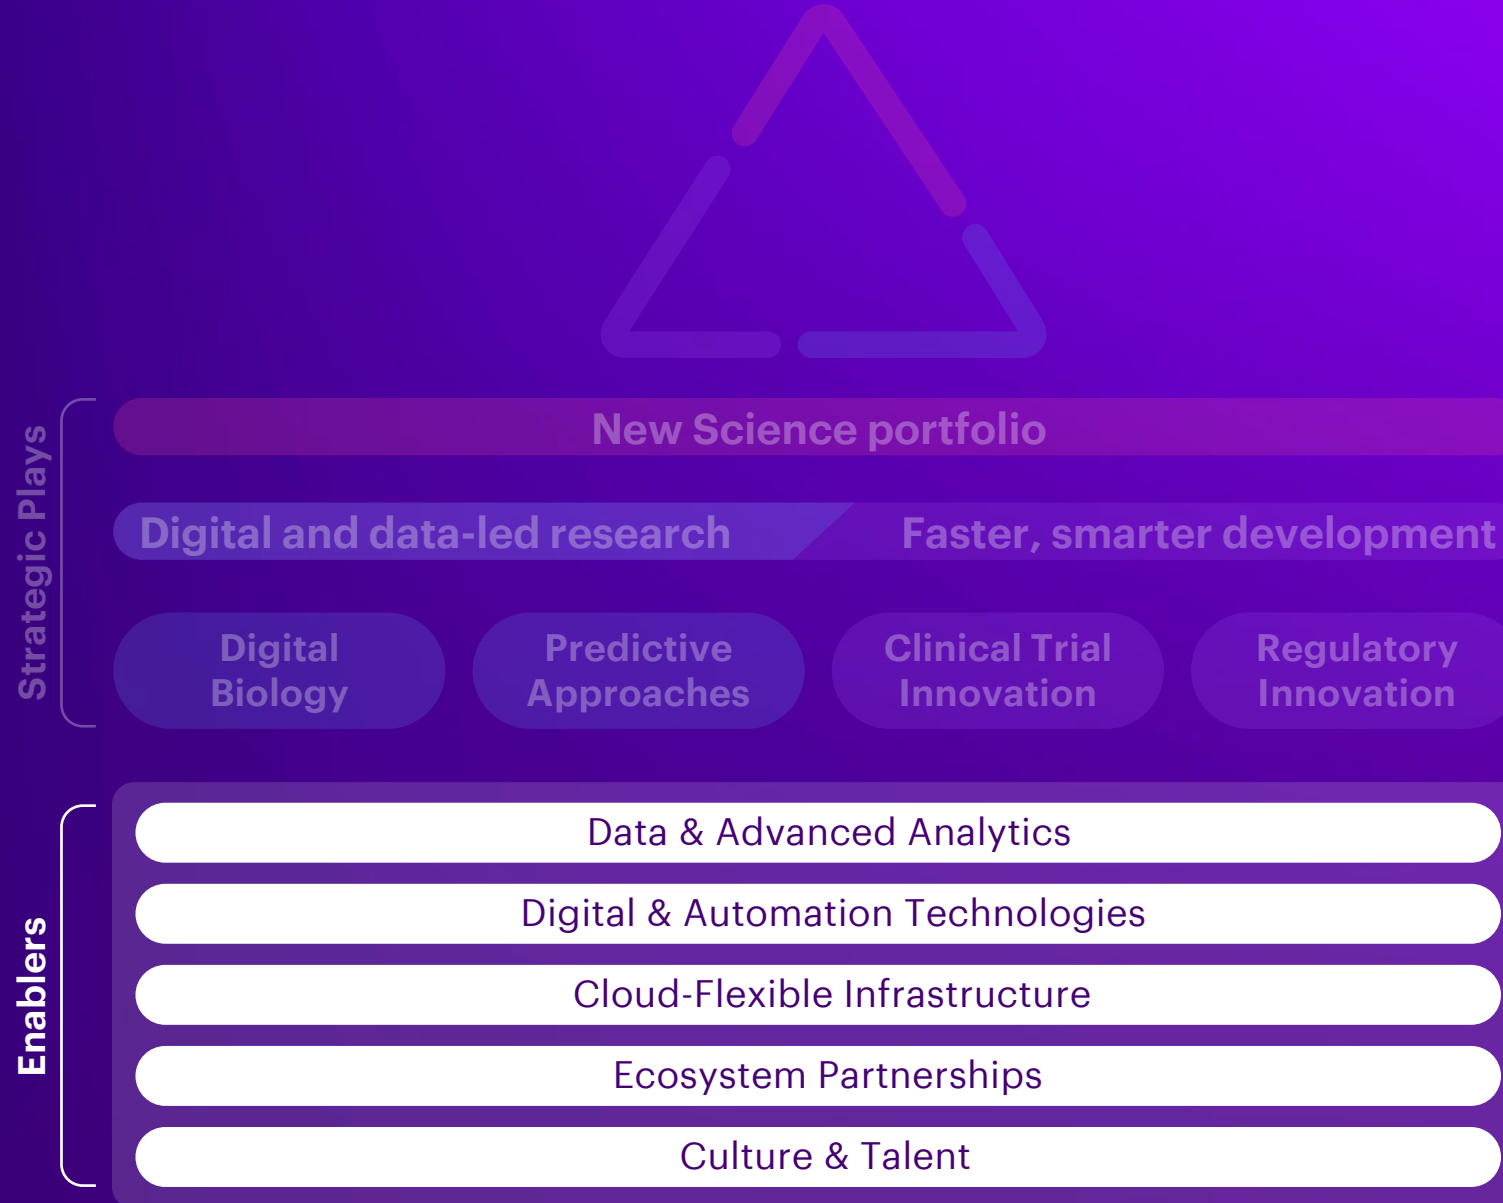 Strategic Plays
New Science portfolio
Digital and data-led research
Faster, smarter development
Digital
Biology
Predictive
Approaches
Clinical Trial
Innovation
Regulatory
Innovation
Enablers
Data & Advanced Analytics
Digital & Automation Technologies
Cloud-Flexible Infrastructure
Ecosystem Partnerships
Culture & Talent